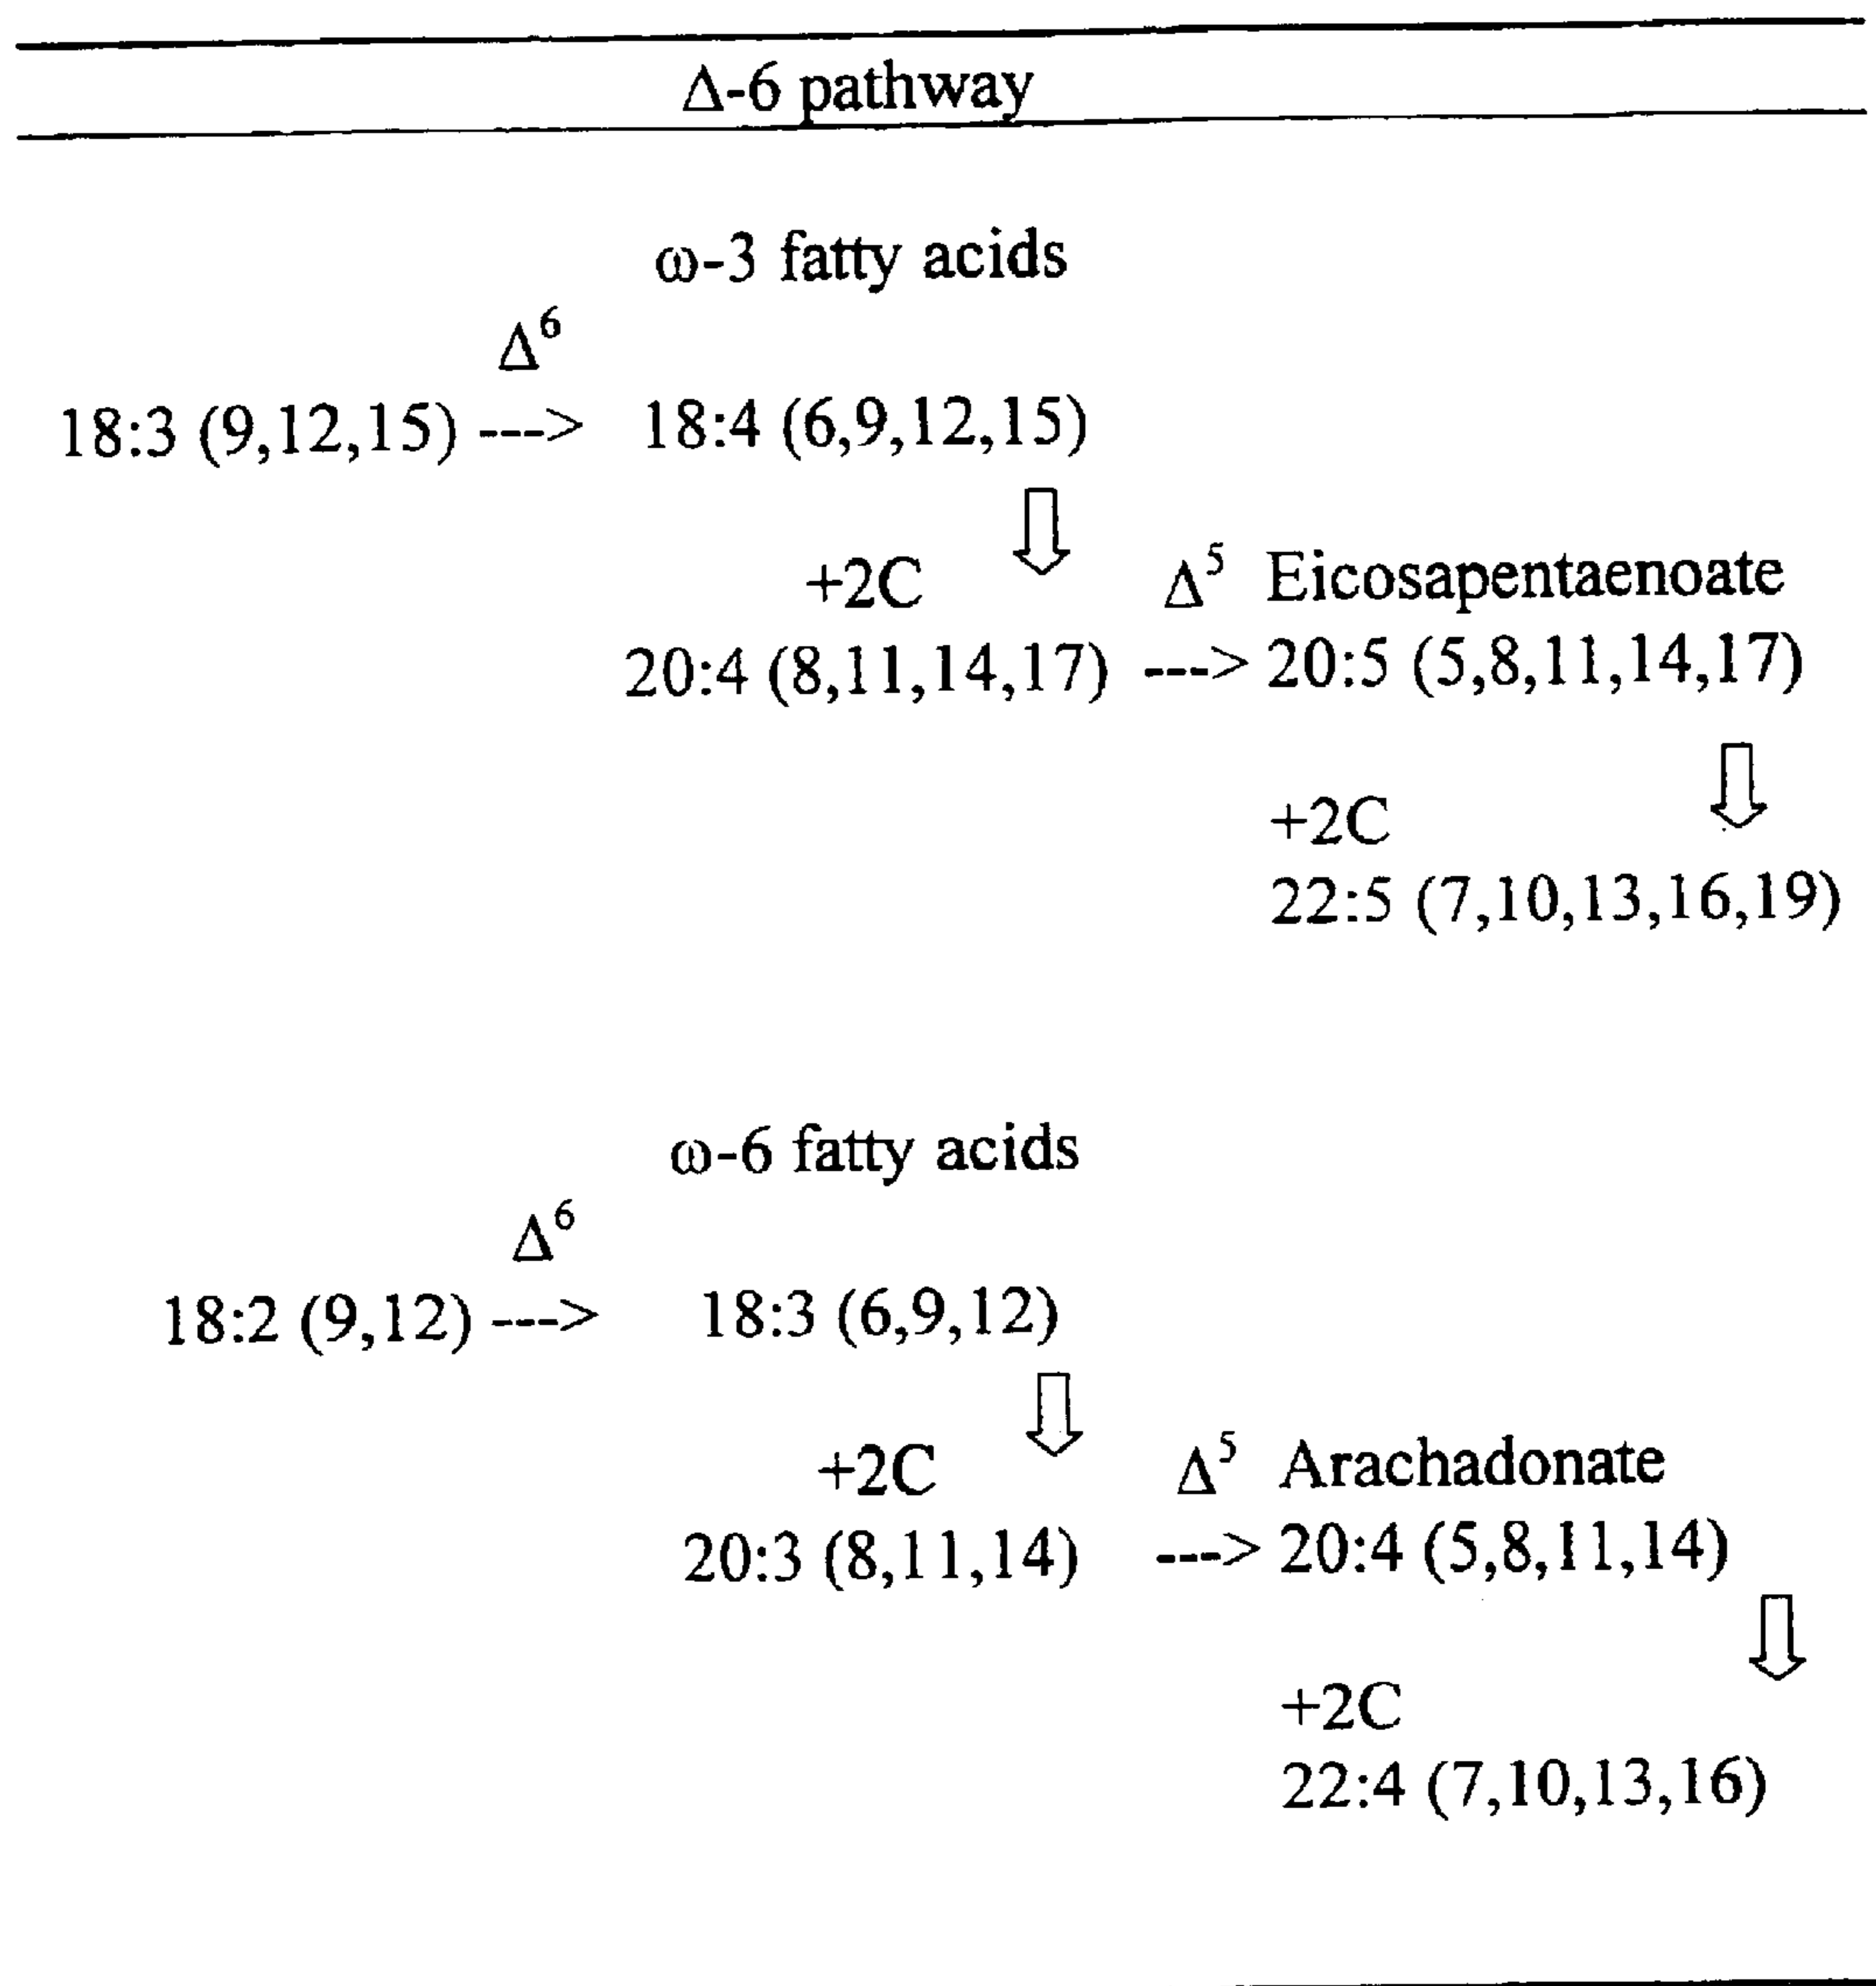 Δ-6 pathway
ω-3 fatty acids
Δ⁶
18:3 (9,12,15) ---> 18:4 (6,9,12,15)
+2C
Δ⁵ Eicosapentaenoate
20:4 (8,11,14,17) ---> 20:5 (5,8,11,14,17)
+2C
22:5 (7,10,13,16,19)
ω-6 fatty acids
Δ⁶
18:2 (9,12) ---> 18:3 (6,9,12)
+2C
Δ⁵ Arachadonate
20:3 (8,11,14) ---> 20:4 (5,8,11,14)
+2C
22:4 (7,10,13,16)